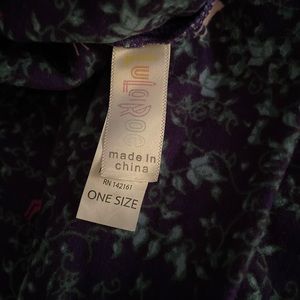 LuLaRoe
made in
china
RN 142161
ONE SIZE